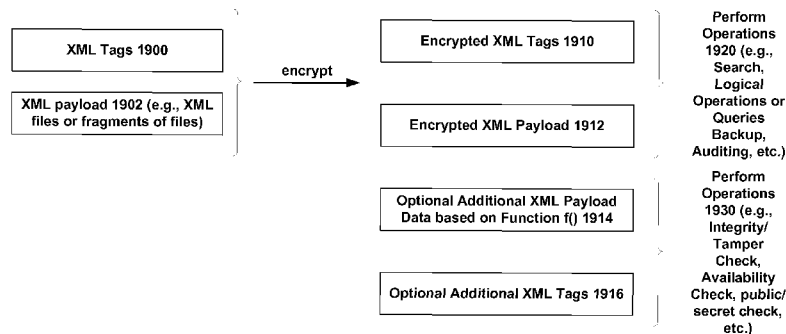 XML Tags 1900
XML payload 1902 (e.g., XML
files or fragments of files)
encrypt
Encrypted XML Tags 1910
Encrypted XML Payload 1912
Optional Additional XML Payload
Data based on Function f() 1914
Optional Additional XML Tags 1916
Perform
Operations
1920 (e.g.,
Search,
Logical
Operations or
Queries
Backup,
Auditing, etc.)
Perform
Operations
1930 (e.g.,
Integrity/
Tamper
Check,
Availability
Check, public/
secret check,
etc.)